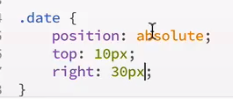 .date {
position: absolute;
top: 10px;
right: 30px;
}